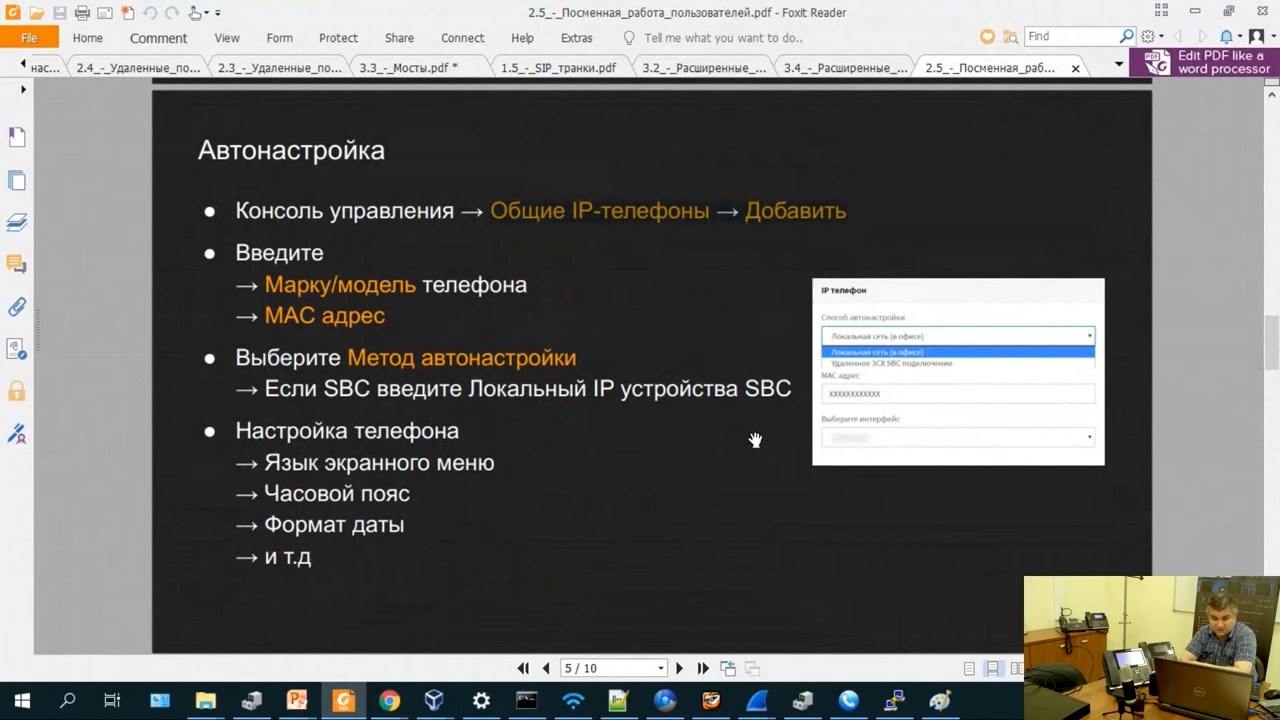 2.5_-_Посменная_работа_пользователей.pdf - Foxit Reader
File Home Comment View Form Protect Share Connect Help Extras Tell me what you want to do.. Find
нас... 2.4_-_Удаленные_по... 2.3_-_Удаленные_по... 3.3_-_Мосты.pdf 1.5_-_SIP_транки.pdf 3.2_-_Расширенные_... 3.4_-_Расширенные_... 2.5_-_Посменная_раб...
Edit PDF like a
word processor
Автонастройка
● Консоль управления → Общие IP-телефоны → Добавить
● Введите
→ Марку/модель телефона
→ MAC адрес
● Выберите Метод автонастройки
→ Если SBC введите Локальный IP устройства SBC
● Настройка телефона
→ Язык экранного меню
→ Часовой пояс
→ Формат даты
→ и т.д
IP телефон
Способ автонастройки
Локальная сеть (в офисе)
Локальная сеть (в офисе)
Удаленное 3CX SBC подключение
MAC адрес
XXXXXXXXXXXX
Выберите интерфейс
5 / 10